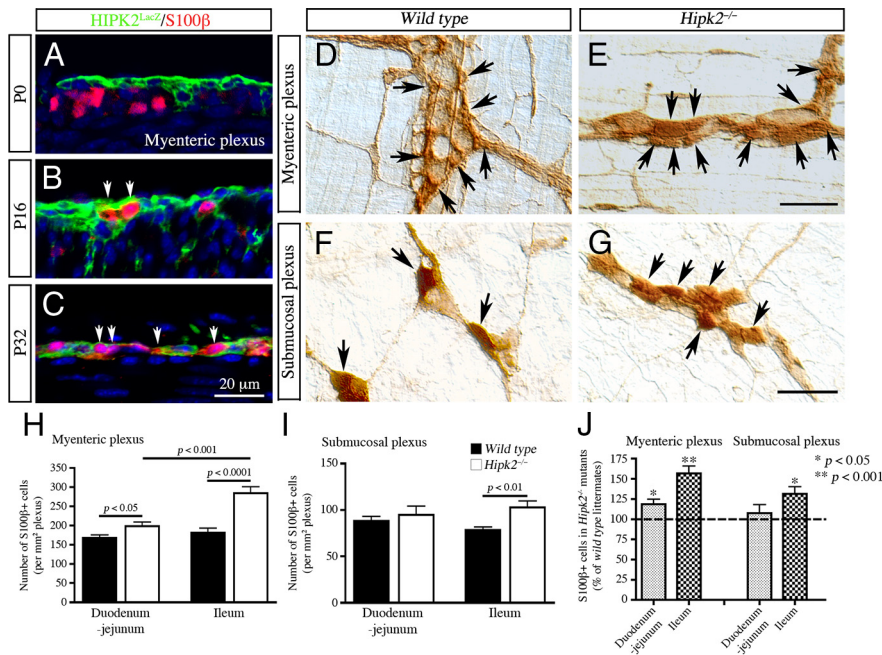 HIPK2LacZ/S100β
Wild type
Hipk2–/–
P0
A
Myenteric plexus
P16
B
P32
C
20 μm
Myenteric plexus
D
E
Submucosal plexus
F
G
H
Myenteric plexus
Number of S100β+ cells
(per mm2 plexus)
350
300
250
200
150
100
50
0
p < 0.001
p < 0.05
p < 0.0001
Duodenum
-jejunum
Ileum
I
Submucosal plexus
Wild type
Hipk2–/–
Number of S100β+ cells
(per mm2 plexus)
150
100
50
0
p < 0.01
Duodenum
-jejunum
Ileum
J
Myenteric plexus
Submucosal plexus
* p < 0.05
** p < 0.001
S100β+ cells in Hipk2-/- mutants
(% of wild type littermates)
175
150
125
100
75
50
25
0
*
**
*
Duodenum
-jejunum
Ileum
Duodenum
-jejunum
Ileum